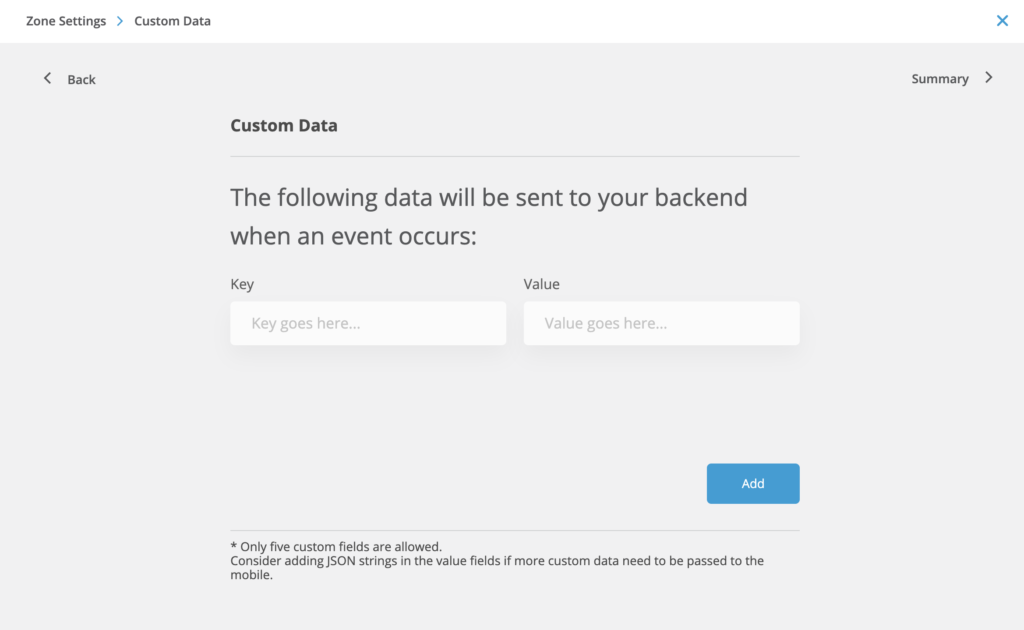 Zone Settings > Custom Data
Back
Summary
Custom Data
The following data will be sent to your backend
when an event occurs:
Key
Value
Key goes here...
Value goes here...
Add
* Only five custom fields are allowed.
Consider adding JSON strings in the value fields if more custom data need to be passed to the
mobile.